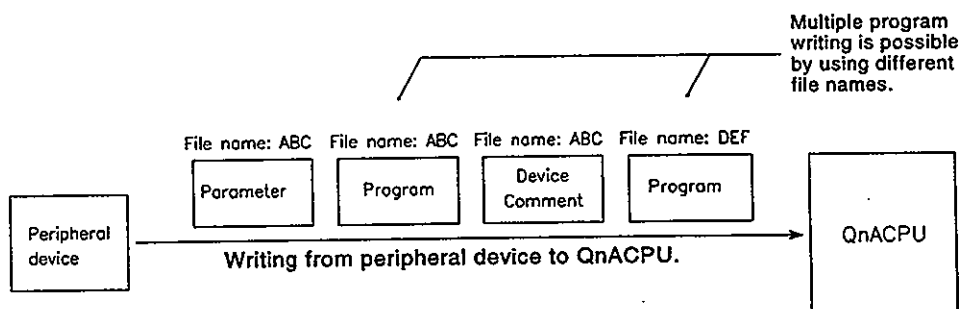 Multiple program
writing is possible
by using different
file names.
File name: ABC
File name: ABC
File name: ABC
File name: DEF
Parameter
Program
Device
Comment
Program
Peripheral
device
QnACPU
Writing from peripheral device to QnACPU.